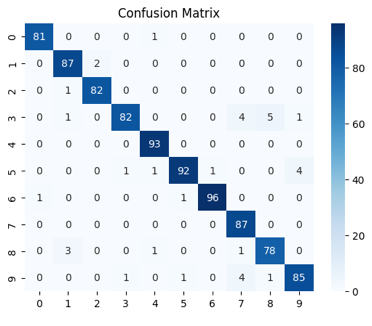 Confusion Matrix
0 81 0 0 0 1 0 0 0 0 0
1 0 87 2 0 0 0 0 0 0 0
2 0 1 82 0 0 0 0 0 0 0
3 0 1 0 82 0 0 0 4 5 1
4 0 0 0 0 93 0 0 0 0 0
5 0 0 0 1 1 92 1 0 0 4
6 1 0 0 0 0 1 96 0 0 0
7 0 0 0 0 0 0 0 87 0 0
8 0 3 0 0 1 0 0 1 78 0
9 0 0 0 1 0 1 0 4 1 85
0 1 2 3 4 5 6 7 8 9
80
60
40
20
0